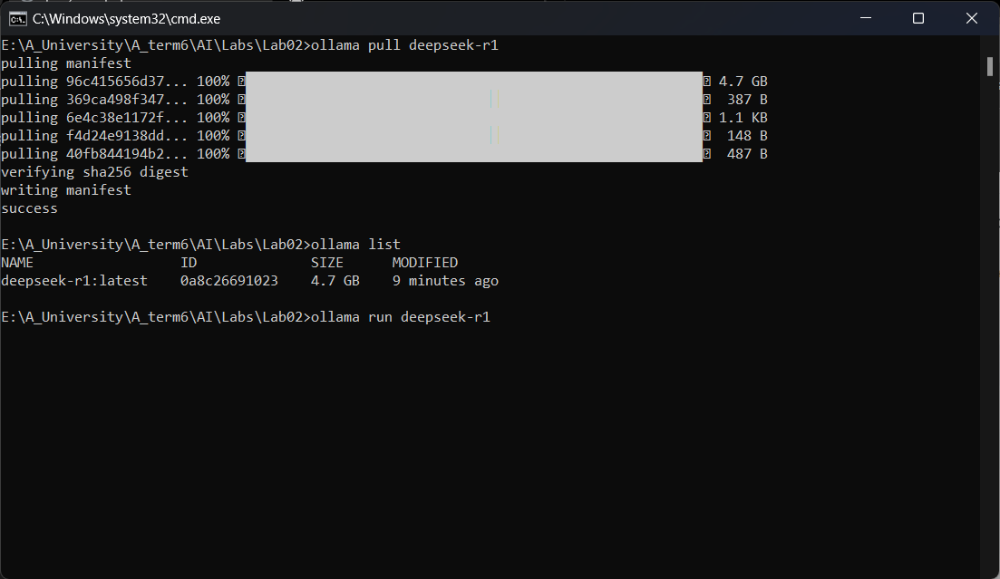 C:\Windows\system32\cmd.exe
E:\A_University\A_term6\AI\Labs\Lab02>ollama pull deepseek-r1
pulling manifest
pulling 96c415656d37... 100% 4.7 GB
pulling 369ca498f347... 100% 387 B
pulling 6e4c38e1172f... 100% 1.1 KB
pulling f4d24e9138dd... 100% 148 B
pulling 40fb844194b2... 100% 487 B
verifying sha256 digest
writing manifest
success
E:\A_University\A_term6\AI\Labs\Lab02>ollama list
NAME ID SIZE MODIFIED
deepseek-r1:latest 0a8c26691023 4.7 GB 9 minutes ago
E:\A_University\A_term6\AI\Labs\Lab02>ollama run deepseek-r1